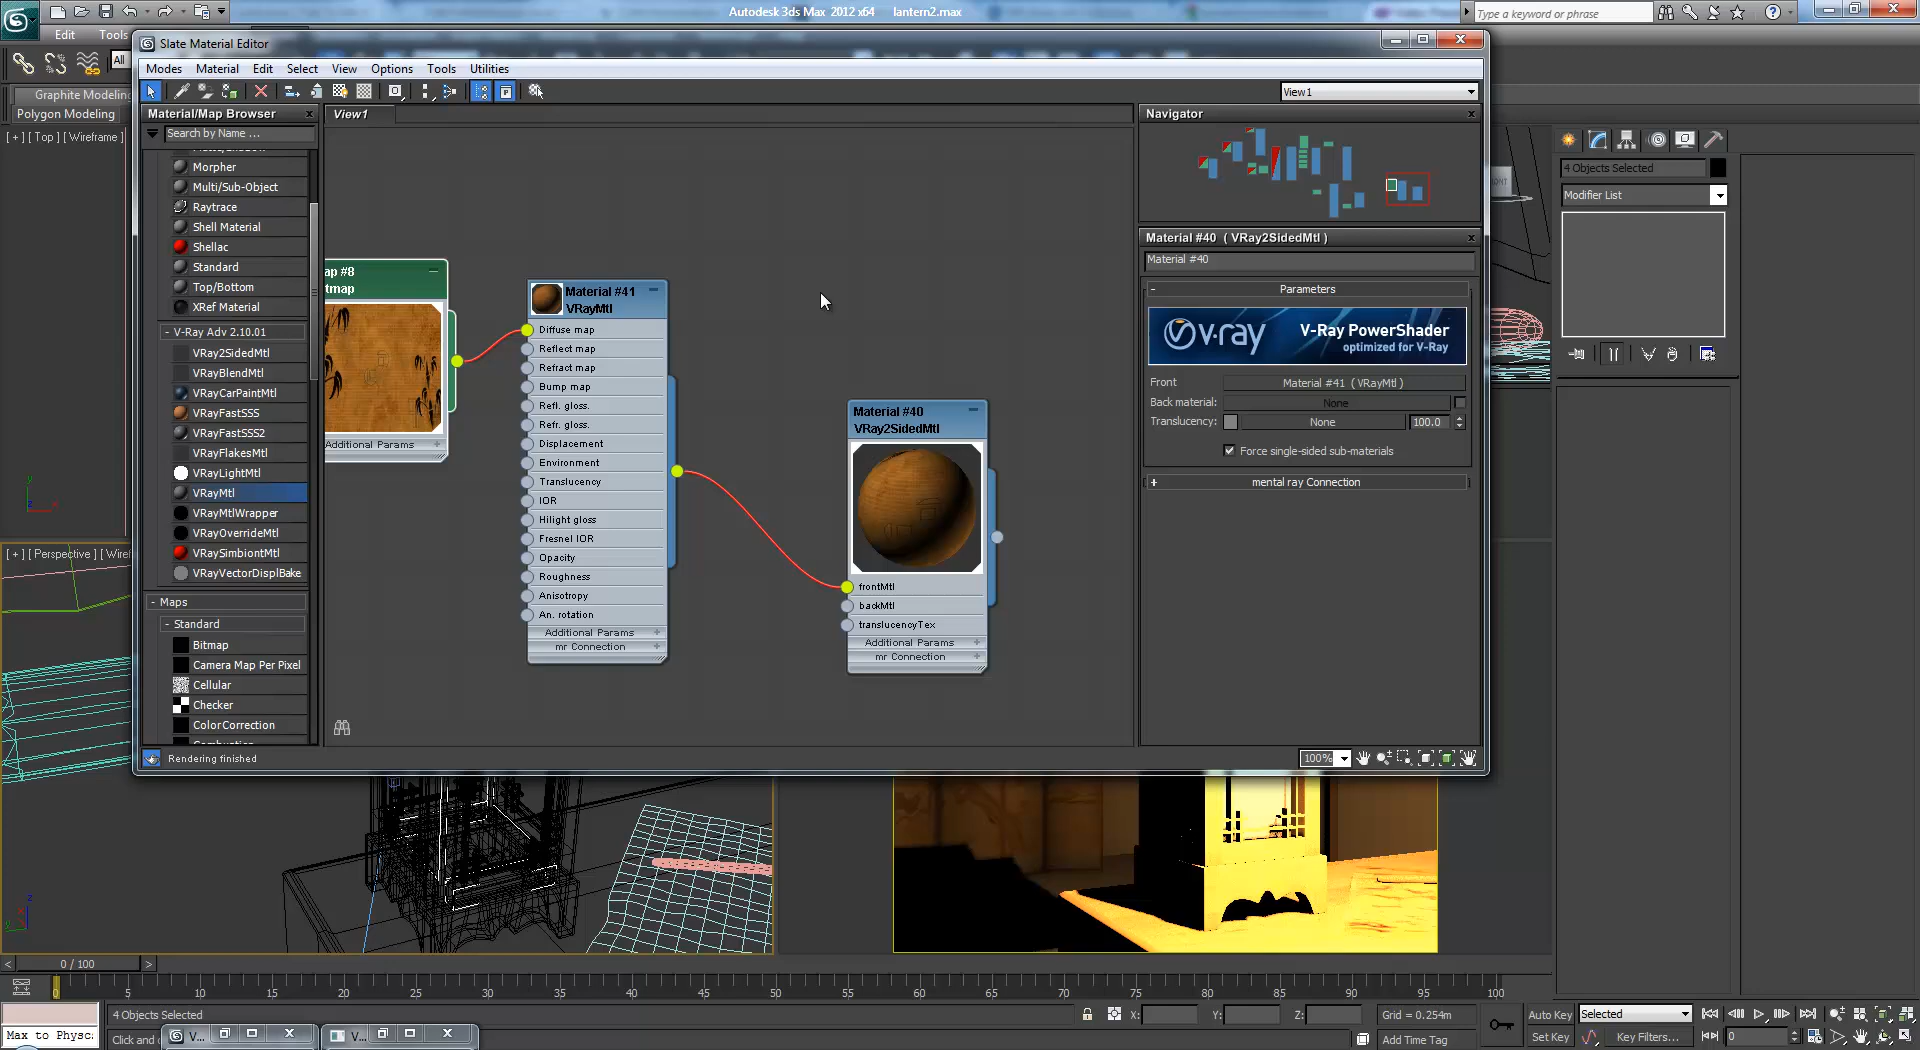 Autodesk 3ds Max 2012 x64 lantern2.max
Type a keyword or phrase
Edit
Tools
Slate Material Editor
All
Modes Material Edit Select View Options Tools Utilities
Graphite Modeling
Polygon Modeling
[ + ] [ Top ] [ Wireframe ]
View1
Material/Map Browser
Search by Name ...
Morpher
Multi/Sub-Object
Raytrace
Shell Material
Shellac
Standard
Top/Bottom
XRef Material
- V-Ray Adv 2.10.01
VRay2SidedMtl
VRayBlendMtl
VRayCarPaintMtl
VRayFastSSS
VRayFastSSS2
VRayFlakesMtl
VRayLightMtl
VRayMtl
VRayMtlWrapper
VRayOverrideMtl
VRaySimbiontMtl
VRayVectorDisplBake
- Maps
- Standard
Bitmap
Camera Map Per Pixel
Cellular
Checker
ColorCorrection
Rendering finished
View1
ap #8
tmap
Additional Params +
Material #41
VRayMtl
Diffuse map
Reflect map
Refract map
Bump map
Refl. gloss.
Refr. gloss.
Displacement
Environment
Translucency
IOR
Hilight gloss
Fresnel IOR
Opacity
Roughness
Anisotropy
An. rotation
Additional Params +
mr Connection +
Material #40
VRay2SidedMtl
frontMtl
backMtl
translucencyTex
Additional Params +
mr Connection +
Navigator
Material #40 ( VRay2SidedMtl )
Material #40
- Parameters
v·ray
V-Ray PowerShader
optimized for V-Ray
Front Material #41 ( VRayMtl )
Back material: None
Translucency: None 100.0
Force single-sided sub-materials
+ mental ray Connection
100%
4 Objects Selected
Modifier List
[ + ] [ Perspective ] [ Wiref
< 0 / 100 >
0 5 10 15 20 25 30 35 40 45 50 55 60 65 70 75 80 85 90 95 100
4 Objects Selected
X: Y: Z: Grid = 0.254m
Auto Key Selected
Max to Physc
Click and
V...
V...
Add Time Tag
Set Key Key Filters... 0